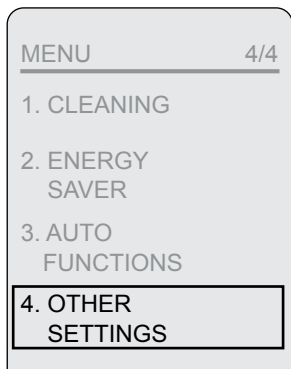 MENU 4/4
1. CLEANING
2. ENERGY
SAVER
3. AUTO
FUNCTIONS
4. OTHER
SETTINGS